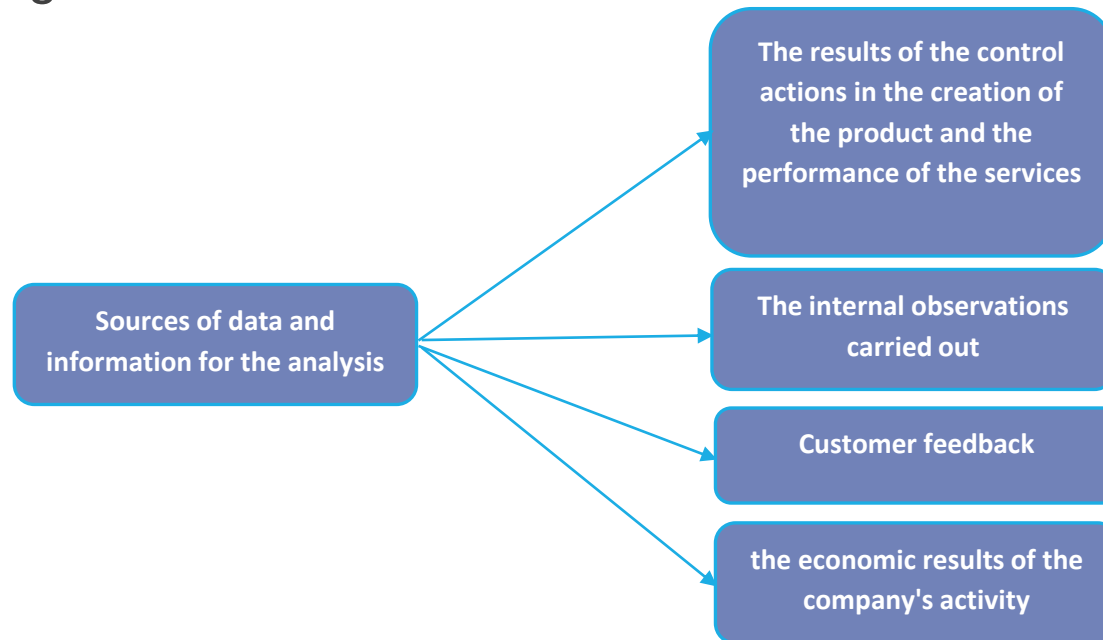 Sources of data and
information for the analysis
The results of the control
actions in the creation of
the product and the
performance of the services
The internal observations
carried out
Customer feedback
the economic results of the
company's activity